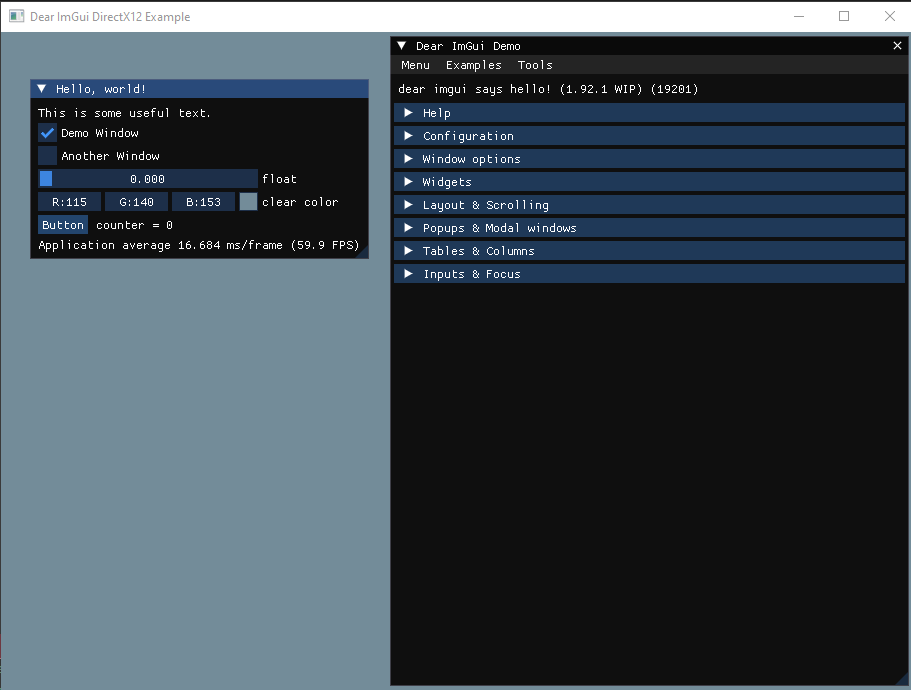 Dear ImGui DirectX12 Example
Hello, world!
This is some useful text.
Demo Window
Another Window
0.000 float
R:115 G:140 B:153 clear color
Button counter = 0
Application average 16.684 ms/frame (59.9 FPS)
Dear ImGui Demo
Menu Examples Tools
dear imgui says hello! (1.92.1 WIP) (19201)
Help
Configuration
Window options
Widgets
Layout & Scrolling
Popups & Modal windows
Tables & Columns
Inputs & Focus